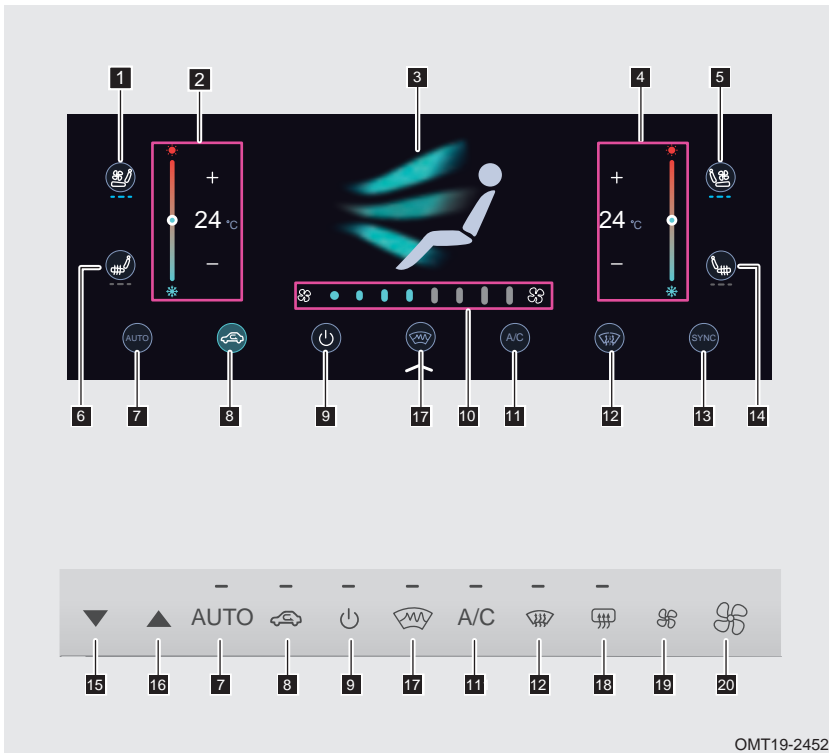 1 2 3 4 5
+ +
24 °C 24 °C
− −
AUTO A/C SYNC
6 7 8 9 17 10 11 12 13 14
AUTO A/C
15 16 7 8 9 17 11 12 18 19 20
OMT19-2452